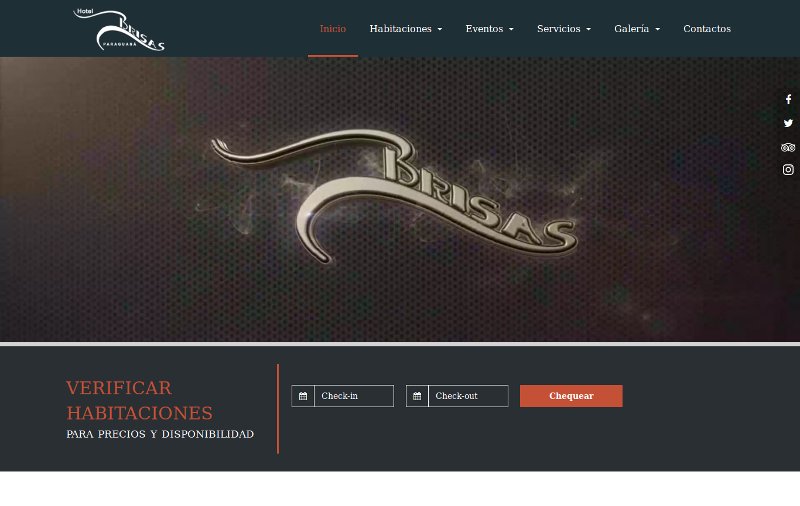 Hotel
BRISAS
PARAGUANÁ
Inicio
Habitaciones
Eventos
Servicios
Galería
Contactos
BRISAS
VERIFICAR
HABITACIONES
PARA PRECIOS Y DISPONIBILIDAD
Check-in
Check-out
Chequear